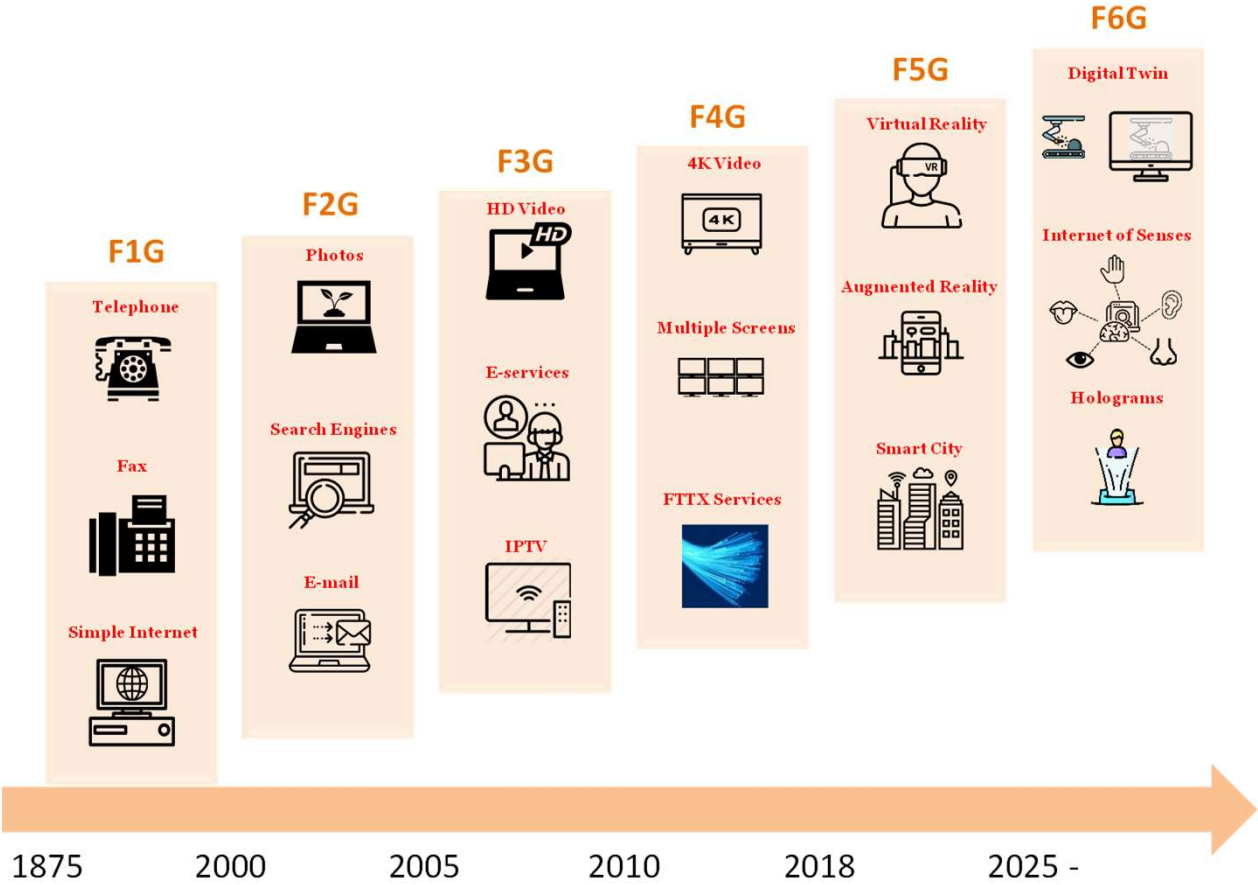 F1G
Telephone
Fax
Simple Internet
F2G
Photos
Search Engines
E-mail
F3G
HD Video
HD
E-services
IPTV
F4G
4K Video
4K
Multiple Screens
FTTX Services
F5G
Virtual Reality
VR
Augmented Reality
Smart City
F6G
Digital Twin
Internet of Senses
Holograms
1875
2000
2005
2010
2018
2025 -